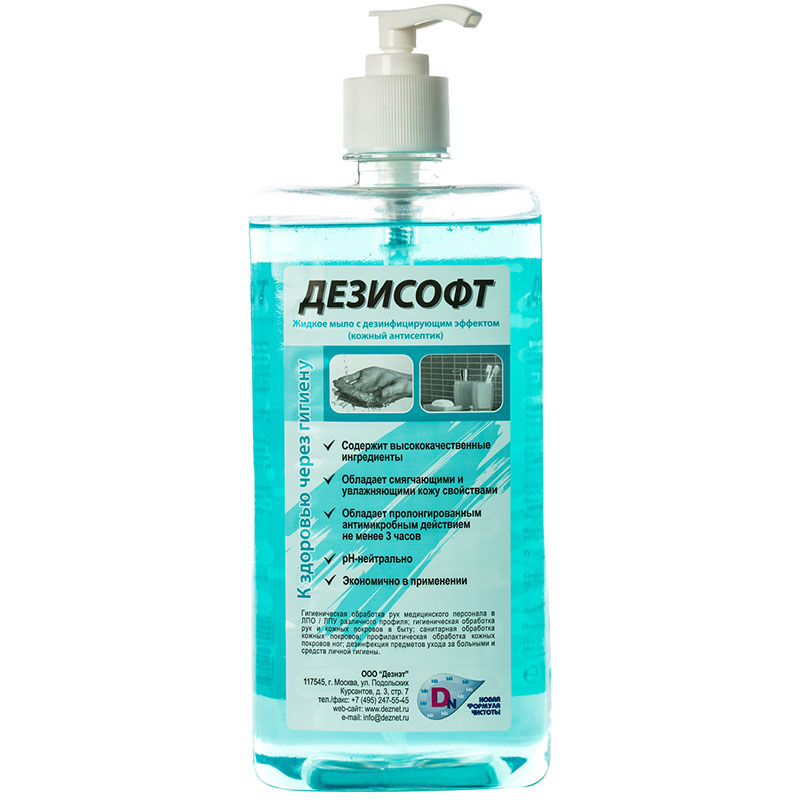 ДЕЗИСОФТ
Жидкое мыло с дезинфицирующим эффектом
(кожный антисептик)
К здоровью через гигиену
Содержит высококачественные
ингредиенты
Обладает смягчающими и
увлажняющими кожу свойствами
Обладает пролонгированным
антимикробным действием
не менее 3 часов
pH-нейтрально
Экономично в применении
Гигиеническая обработка рук медицинского персонала в
ЛПО / ЛПУ различного профиля; гигиеническая обработка
рук и кожных покровов в быту; санитарная обработка
кожных покровов; профилактическая обработка кожных
покровов ног; дезинфекция предметов ухода за больными и
средств личной гигиены.
ООО "Дезнэт"
117545, г. Москва, ул. Подольских
Курсантов, д. 3, стр. 7
тел./факс: +7 (495) 247-55-45
web-сайт: www.deznet.ru
e-mail: info@deznet.ru
DN
НОВАЯ
ФОРМУЛА
ЧИСТОТЫ